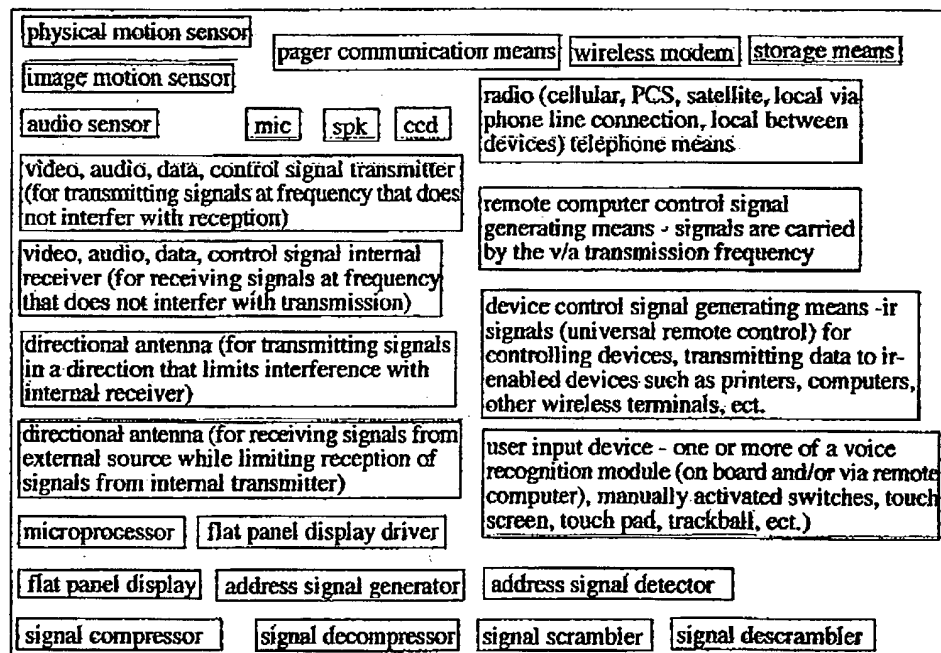 physical motion sensor
pager communication means
wireless modem
storage means
image motion sensor
radio (cellular, PCS, satellite, local via
phone line connection, local between
devices) telephone means
audio sensor
mic
spk
ccd
video, audio, data, control signal transmitter
(for transmitting signals at frequency that does
not interfer with reception)
remote computer control signal
generating means - signals are carried
by the v/a transmission frequency
video, audio, data, control signal internal
receiver (for receiving signals at frequency
that does not interfer with transmission)
device control signal generating means -ir
signals (universal remote control) for
controlling devices, transmitting data to ir-
enabled devices such as printers, computers,
other wireless terminals, ect.
directional antenna (for transmitting signals
in a direction that limits interference with
internal receiver)
directional antenna (for receiving signals from
external source while limiting reception of
signals from internal transmitter)
user input device - one or more of a voice
recognition module (on board and/or via remote
computer), manually activated switches, touch
screen, touch pad, trackball, ect.)
microprocessor
flat panel display driver
flat panel display
address signal generator
address signal detector
signal compressor
signal decompressor
signal scrambler
signal descrambler